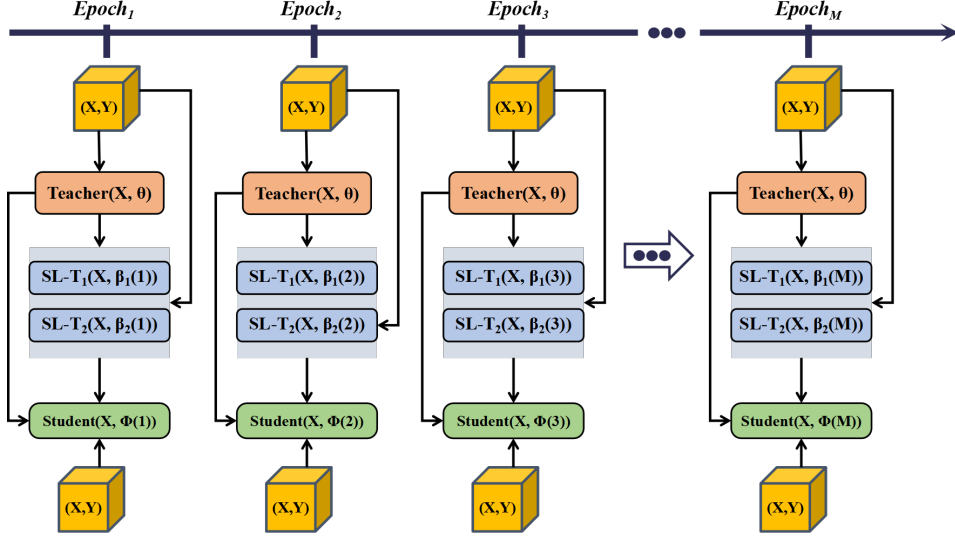 Epoch₁ Epoch₂ Epoch₃ Epoch_M
(X,Y) (X,Y) (X,Y) (X,Y)
Teacher(X, θ) Teacher(X, θ) Teacher(X, θ) Teacher(X, θ)
SL-T₁(X, β₁(1)) SL-T₁(X, β₁(2)) SL-T₁(X, β₁(3)) SL-T₁(X, β₁(M))
SL-T₂(X, β₂(1)) SL-T₂(X, β₂(2)) SL-T₂(X, β₂(3)) SL-T₂(X, β₂(M))
Student(X, Φ(1)) Student(X, Φ(2)) Student(X, Φ(3)) Student(X, Φ(M))
(X,Y) (X,Y) (X,Y) (X,Y)